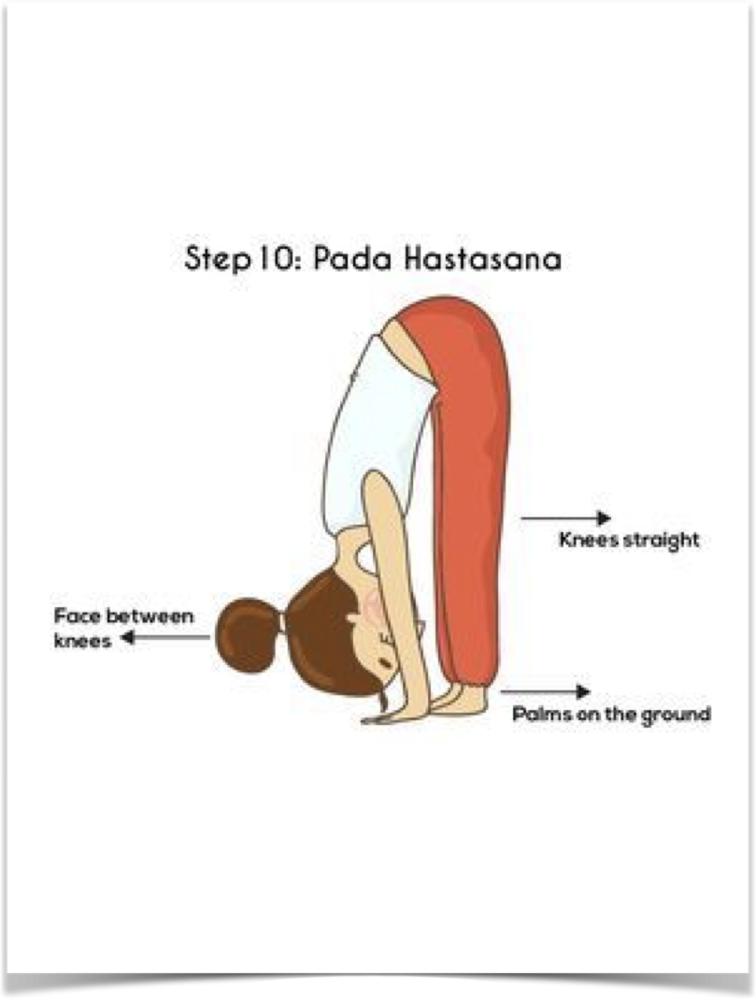 Step 10: Pada Hastasana
Knees straight
Face between
knees
Palms on the ground